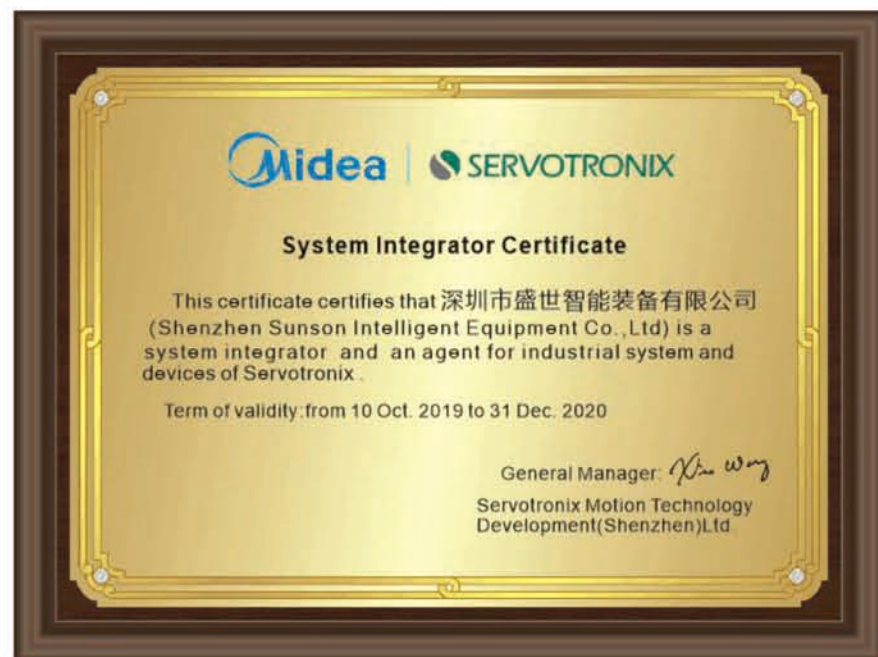 Midea | SERVOTRONIX
System Integrator Certificate
This certificate certifies that 深圳市盛世智能装备有限公司
(Shenzhen Sunson Intelligent Equipment Co.,Ltd) is a
system integrator and an agent for industrial system and
devices of Servotronix .
Term of validity:from 10 Oct. 2019 to 31 Dec. 2020
General Manager:
Servotronix Motion Technology
Development(Shenzhen)Ltd